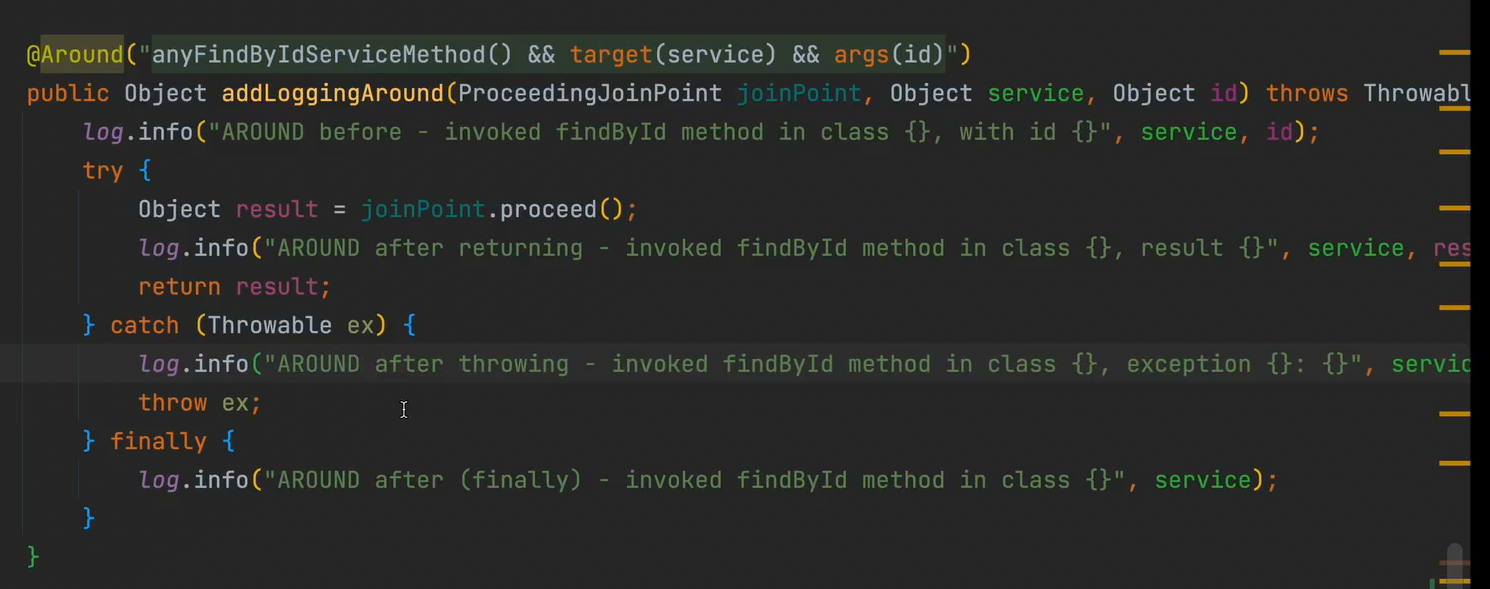 @Around("anyFindByIdServiceMethod() && target(service) && args(id)")
public Object addLoggingAround(ProceedingJoinPoint joinPoint, Object service, Object id) throws Throwabl
log.info("AROUND before - invoked findById method in class {}, with id {}", service, id);
try {
Object result = joinPoint.proceed();
log.info("AROUND after returning - invoked findById method in class {}, result {}", service, res
return result;
} catch (Throwable ex) {
log.info("AROUND after throwing - invoked findById method in class {}, exception {}: {}", servic
throw ex;
} finally {
log.info("AROUND after (finally) - invoked findById method in class {}", service);
}
}